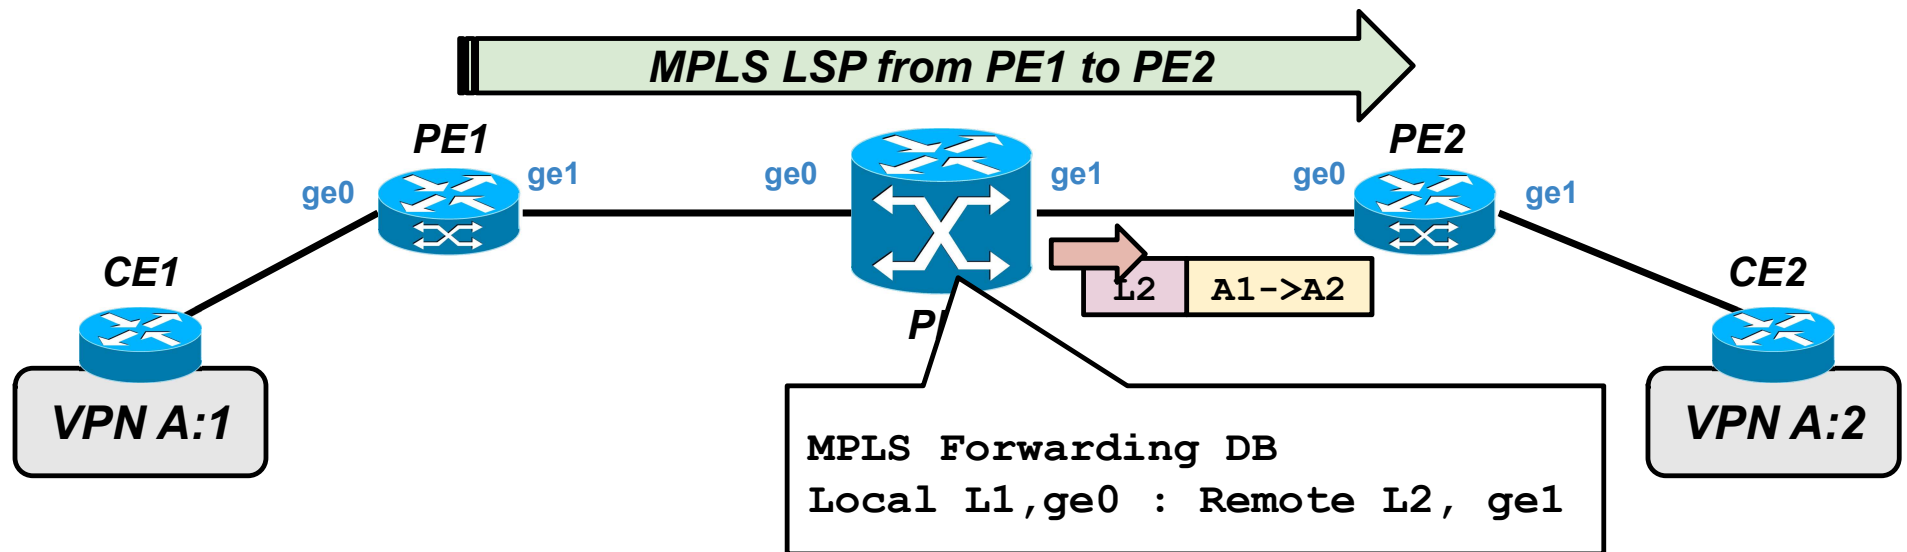 MPLS LSP from PE1 to PE2
PE1
PE2
ge0
ge1
ge0
ge1
ge0
ge1
CE1
CE2
L2
A1->A2
VPN A:1
VPN A:2
MPLS Forwarding DB
Local L1,ge0 : Remote L2, ge1